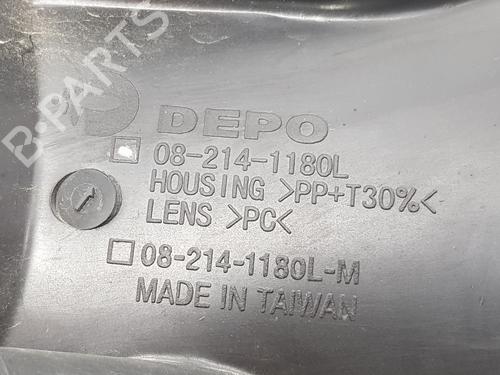 DEPO
08-214-1180L
HOUSING >PP+T30%<
LENS >PC<
08-214-1180L-M
MADE IN TAIWAN
B-PARTS